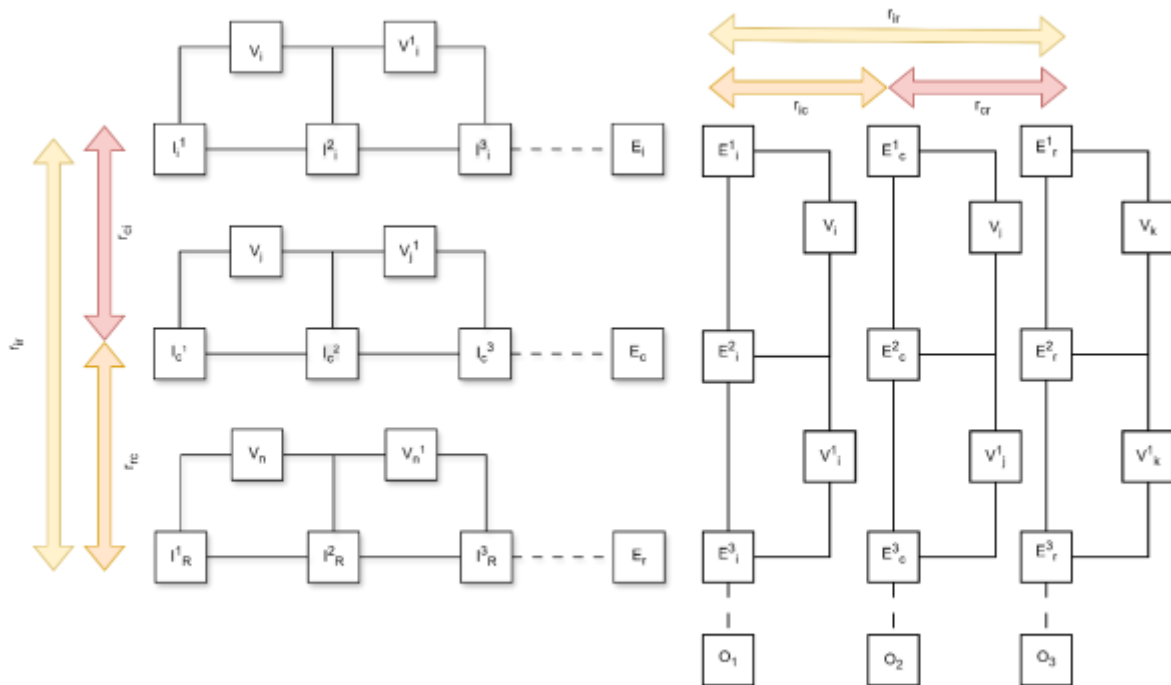 r_ir
r_ic
r_cr
V_i
V^1_i
I_i^1
I^2_i
I^3_i
E_i
r_ir
r_ci
r_rc
V_j
V_j^1
I_c^1
I_c^2
I_c^3
E_c
V_n
V_n^1
I^1_R
I^2_R
I^3_R
E_r
E^1_i
E^1_c
E^1_r
V_i
V_j
V_k
E^2_i
E^2_c
E^2_r
V^1_i
V^1_j
V^1_k
E^3_i
E^3_c
E^3_r
O_1
O_2
O_3